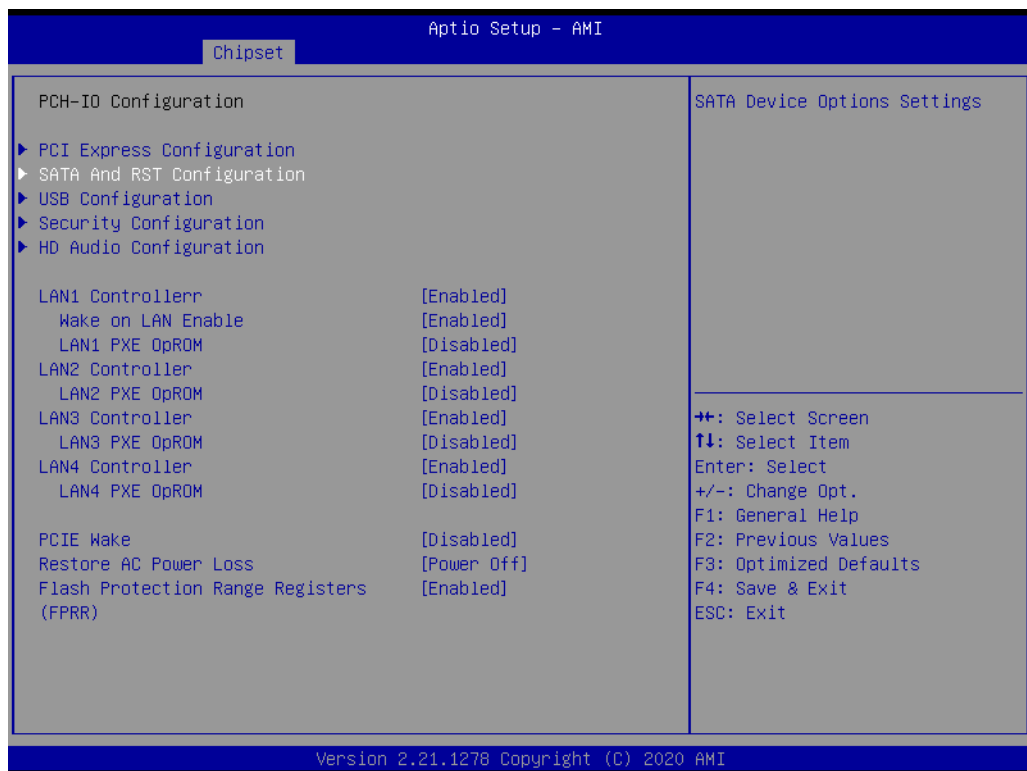 Aptio Setup - AMI
Chipset
PCH-IO Configuration
PCI Express Configuration
SATA And RST Configuration
USB Configuration
Security Configuration
HD Audio Configuration
LAN1 Controllerr [Enabled]
Wake on LAN Enable [Enabled]
LAN1 PXE OpROM [Disabled]
LAN2 Controller [Enabled]
LAN2 PXE OpROM [Disabled]
LAN3 Controller [Enabled]
LAN3 PXE OpROM [Disabled]
LAN4 Controller [Enabled]
LAN4 PXE OpROM [Disabled]
PCIE Wake [Disabled]
Restore AC Power Loss [Power Off]
Flash Protection Range Registers [Enabled]
(FPRR)
SATA Device Options Settings
→←: Select Screen
↑↓: Select Item
Enter: Select
+/-: Change Opt.
F1: General Help
F2: Previous Values
F3: Optimized Defaults
F4: Save & Exit
ESC: Exit
Version 2.21.1278 Copyright (C) 2020 AMI